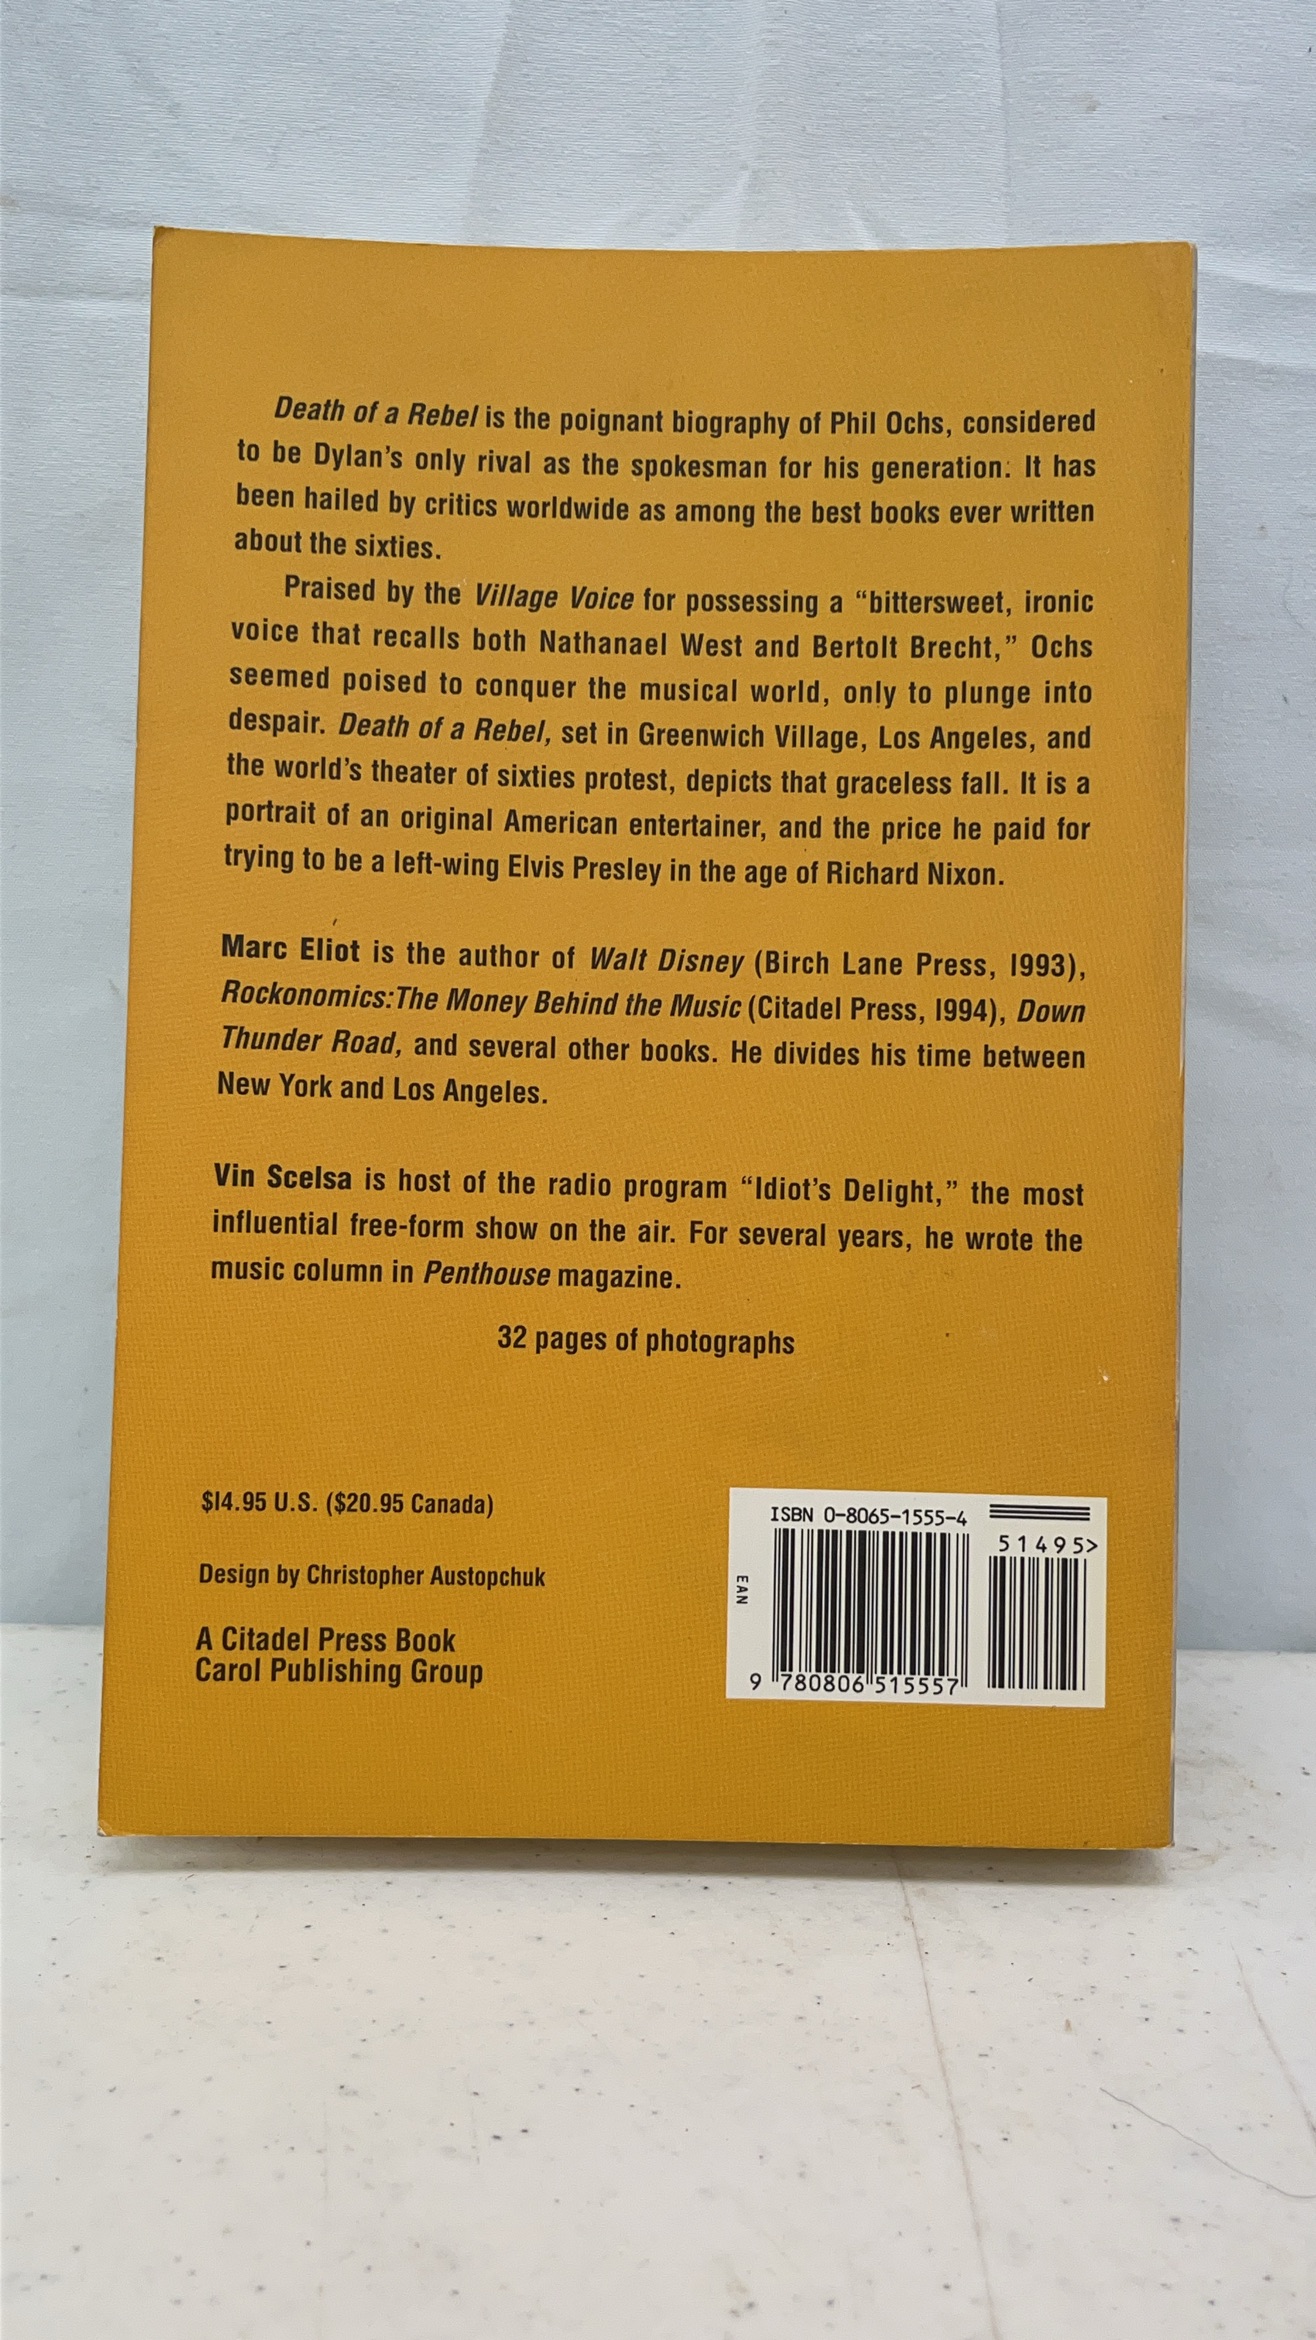 Death of a Rebel is the poignant biography of Phil Ochs, considered
to be Dylan's only rival as the spokesman for his generation. It has
been hailed by critics worldwide as among the best books ever written
about the sixties.
Praised by the Village Voice for possessing a “bittersweet, ironic
voice that recalls both Nathanael West and Bertolt Brecht,” Ochs
seemed poised to conquer the musical world, only to plunge into
despair. Death of a Rebel, set in Greenwich Village, Los Angeles, and
the world's theater of sixties protest, depicts that graceless fall. It is a
portrait of an original American entertainer, and the price he paid for
trying to be a left-wing Elvis Presley in the age of Richard Nixon.
Marc Eliot is the author of Walt Disney (Birch Lane Press, 1993),
Rockonomics:The Money Behind the Music (Citadel Press, 1994), Down
Thunder Road, and several other books. He divides his time between
New York and Los Angeles.
Vin Scelsa is host of the radio program “Idiot's Delight,” the most
influential free-form show on the air. For several years, he wrote the
music column in Penthouse magazine.
32 pages of photographs
$14.95 U.S. ($20.95 Canada)
Design by Christopher Austopchuk
A Citadel Press Book
Carol Publishing Group
ISBN 0-8065-1555-4
51495>
EAN
9 780806 515557